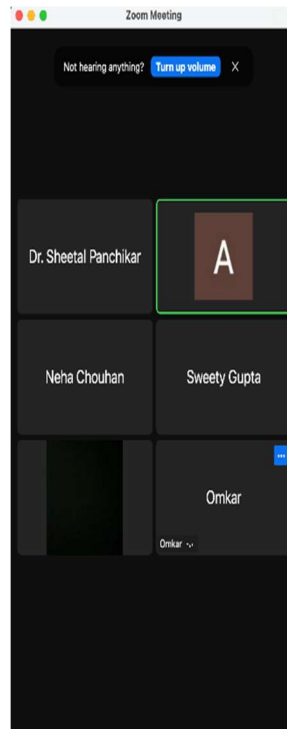 Zoom Meeting
Not hearing anything? Turn up volume X
Dr. Sheetal Panchikar
A
Neha Chouhan
Sweety Gupta
Omkar
Omkar